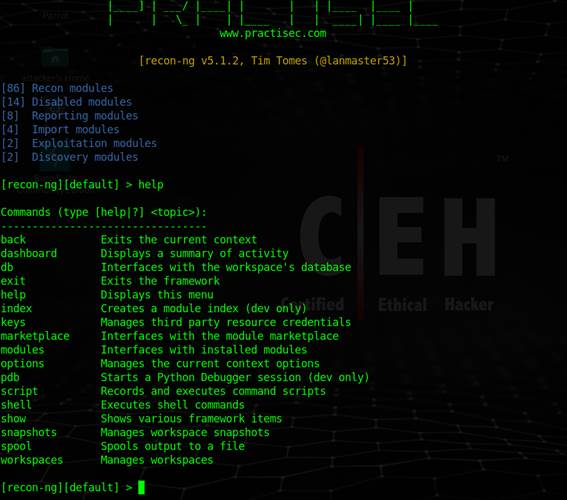 www.practisec.com
[recon-ng v5.1.2, Tim Tomes (@lanmaster53)]
[86] Recon modules
[14] Disabled modules
[8]  Reporting modules
[4]  Import modules
[2]  Exploitation modules
[2]  Discovery modules
[recon-ng][default] > help
Commands (type [help|?] <topic>):
---------------------------------
back            Exits the current context
dashboard       Displays a summary of activity
db              Interfaces with the workspace's database
exit            Exits the framework
help            Displays this menu
index           Creates a module index (dev only)
keys            Manages third party resource credentials
marketplace     Interfaces with the module marketplace
modules         Interfaces with installed modules
options         Manages the current context options
pdb             Starts a Python Debugger session (dev only)
script          Records and executes command scripts
shell           Executes shell commands
show            Shows various framework items
snapshots       Manages workspace snapshots
spool           Spools output to a file
workspaces      Manages workspaces
[recon-ng][default] >
CEH
TM
Certified Ethical Hacker